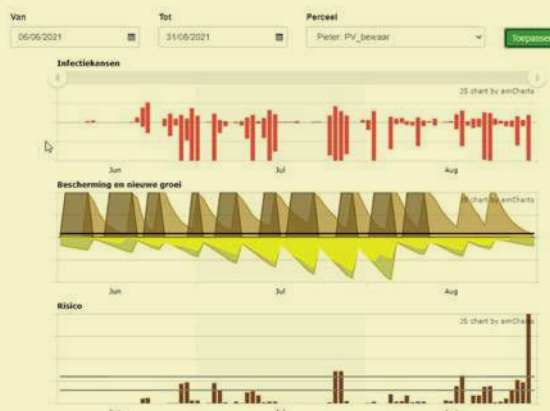 Van Tot Perceel
06/06/2021 31/08/2021 Pieter: PV_bewaar Toepassen
Infectiekansen
JS chart by amCharts
Jun Jul Aug
Bescherming en nieuwe groei
JS chart by amCharts
Jun Jul Aug
Risico
JS chart by amCharts